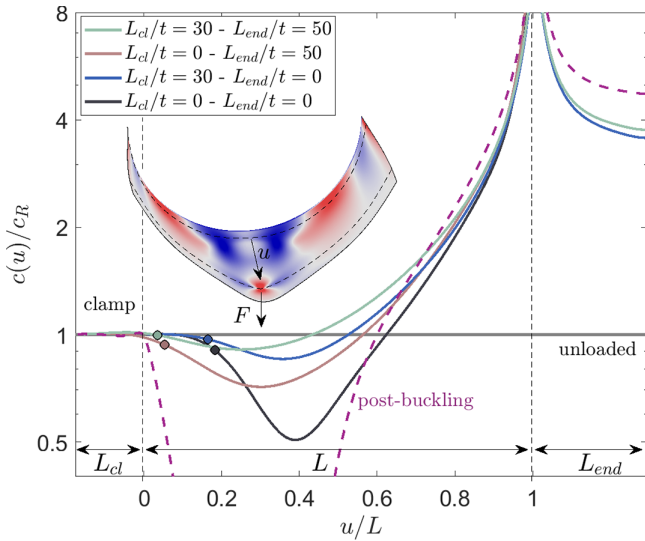 8
4
2
1
0.5
c(u)/c_R
L_cl/t = 30 - L_end/t = 50
L_cl/t = 0 - L_end/t = 50
L_cl/t = 30 - L_end/t = 0
L_cl/t = 0 - L_end/t = 0
u
F
clamp
unloaded
post-buckling
L_cl
L
L_end
0 0.2 0.4 0.6 0.8 1
u/L